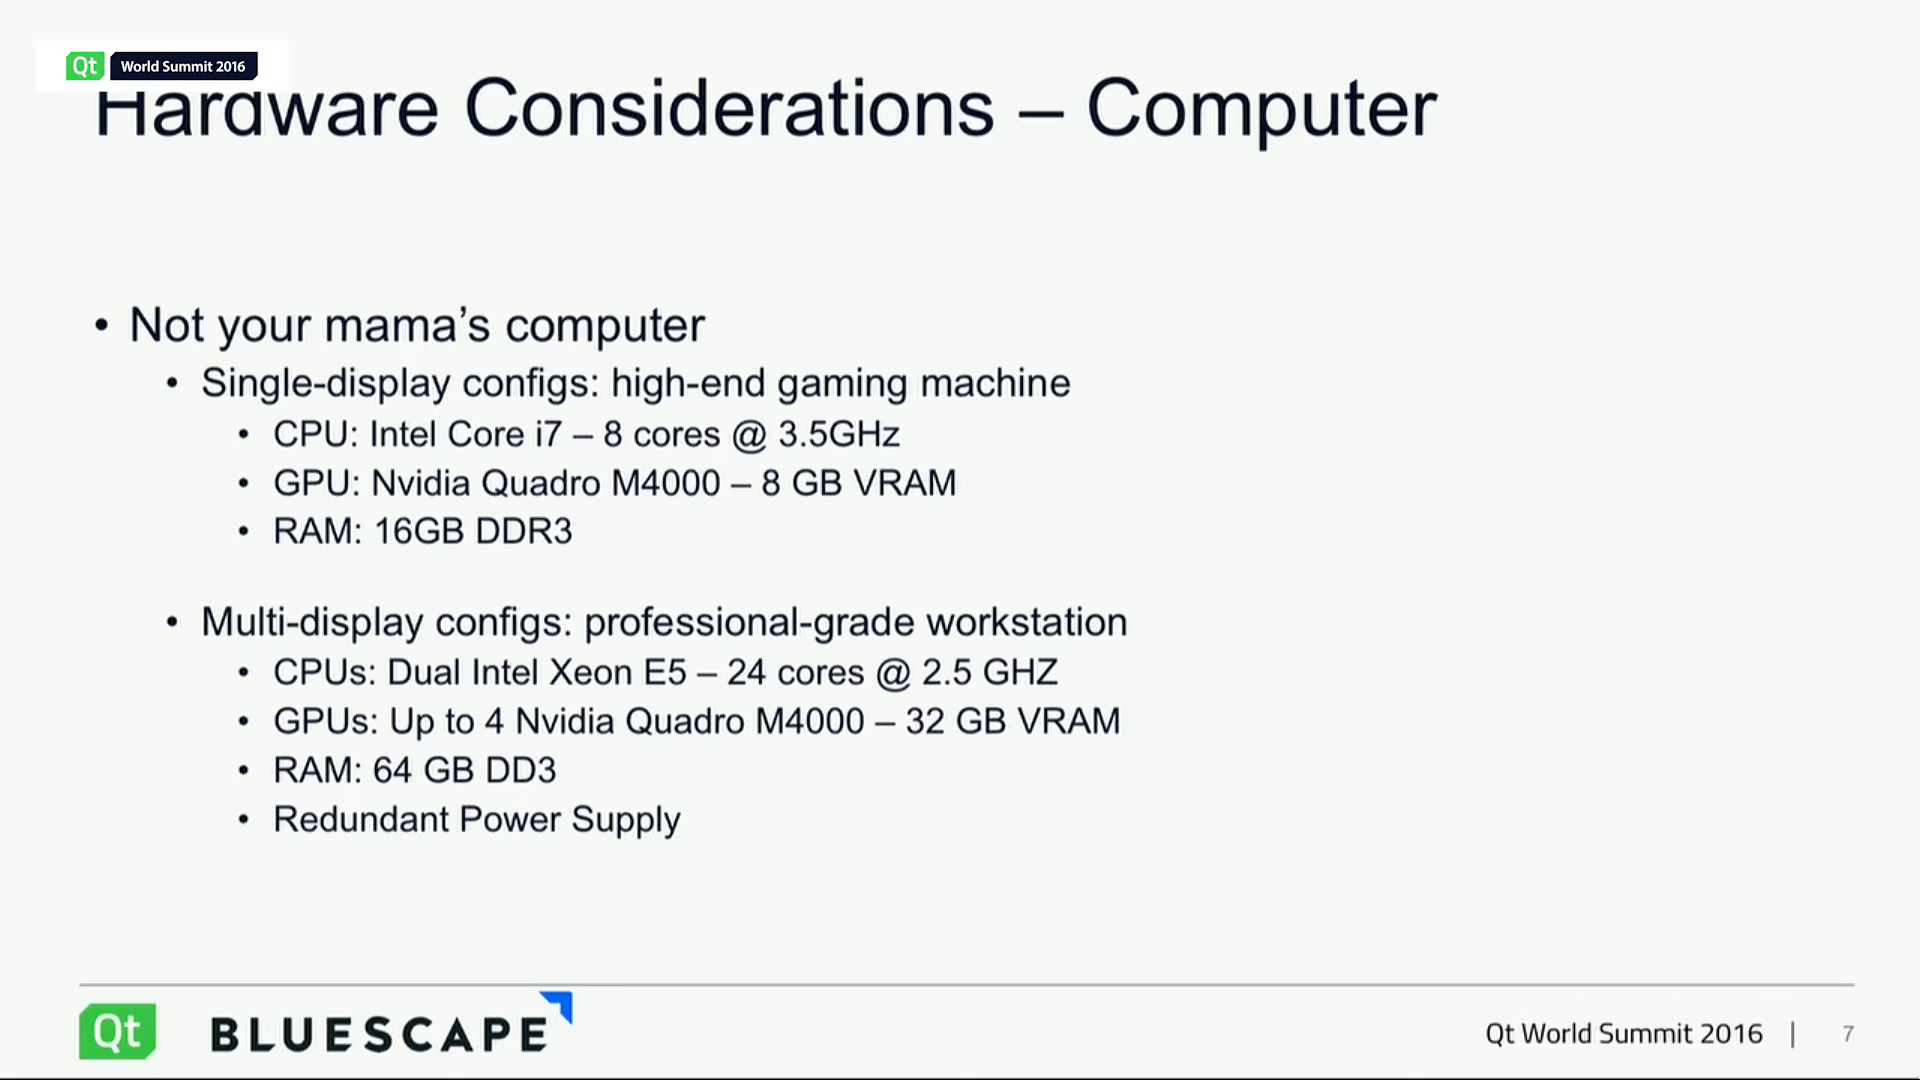 Qt World Summit 2016
Hardware Considerations – Computer
• Not your mama’s computer
• Single-display configs: high-end gaming machine
• CPU: Intel Core i7 – 8 cores @ 3.5GHz
• GPU: Nvidia Quadro M4000 – 8 GB VRAM
• RAM: 16GB DDR3
• Multi-display configs: professional-grade workstation
• CPUs: Dual Intel Xeon E5 – 24 cores @ 2.5 GHZ
• GPUs: Up to 4 Nvidia Quadro M4000 – 32 GB VRAM
• RAM: 64 GB DD3
• Redundant Power Supply
Qt BLUESCAPE Qt World Summit 2016 | 7